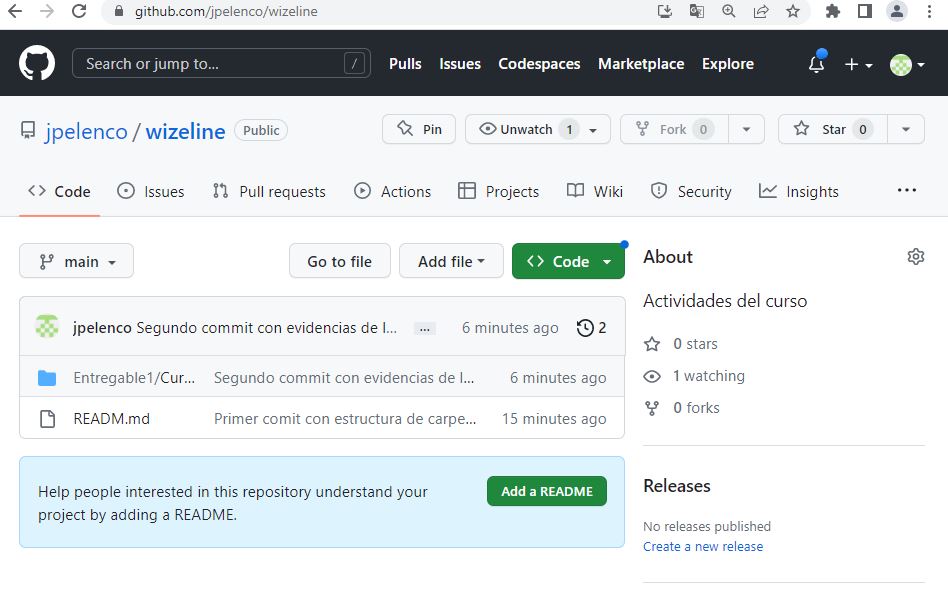 github.com/jpelenco/wizeline
Search or jump to... /
Pulls Issues Codespaces Marketplace Explore
jpelenco / wizeline Public
Pin Unwatch 1 Fork 0 Star 0
Code Issues Pull requests Actions Projects Wiki Security Insights ...
main Go to file Add file Code
jpelenco Segundo commit con evidencias de l... ... 6 minutes ago 2
Entregable1/Cur... Segundo commit con evidencias de l... 6 minutes ago
READM.md Primer comit con estructura de carpe... 15 minutes ago
Help people interested in this repository understand your
project by adding a README.
Add a README
About
Actividades del curso
0 stars
1 watching
0 forks
Releases
No releases published
Create a new release